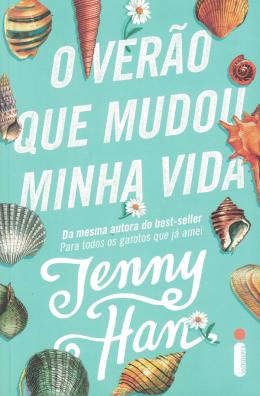 O VERÃO
QUE MUDOU
MINHA VIDA
Da mesma autora do best-seller
Para todos os garotos que já amei
Jenny
Han